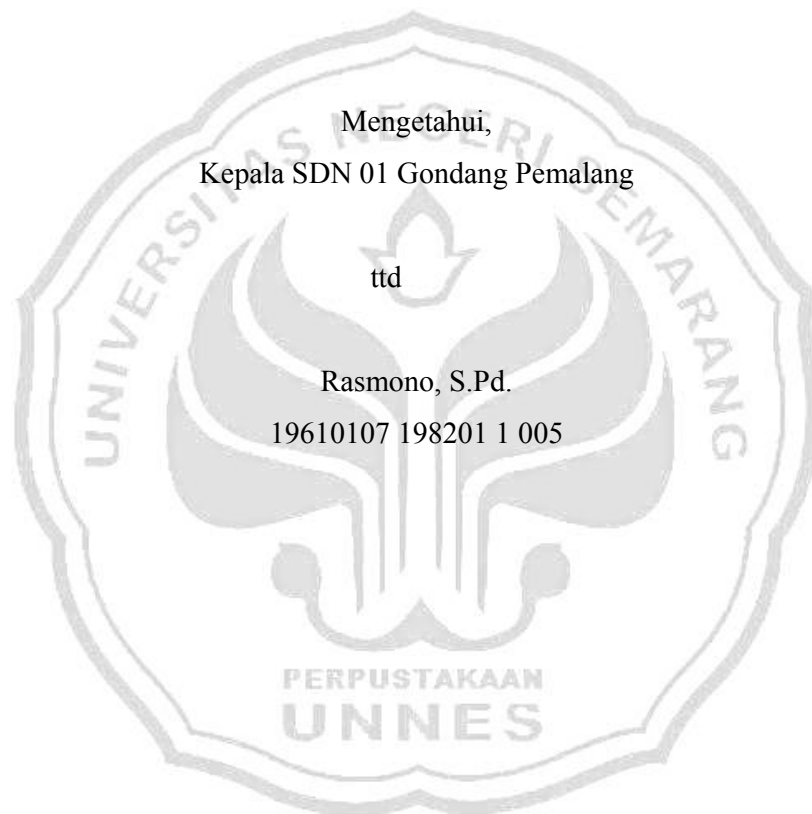 Mengetahui,
Kepala SDN 01 Gondang Pemalang
ttd
Rasmono, S.Pd.
19610107 198201 1 005
UNIVERSITAS NEGERI SEMARANG
PERPUSTAKAAN
UNNES